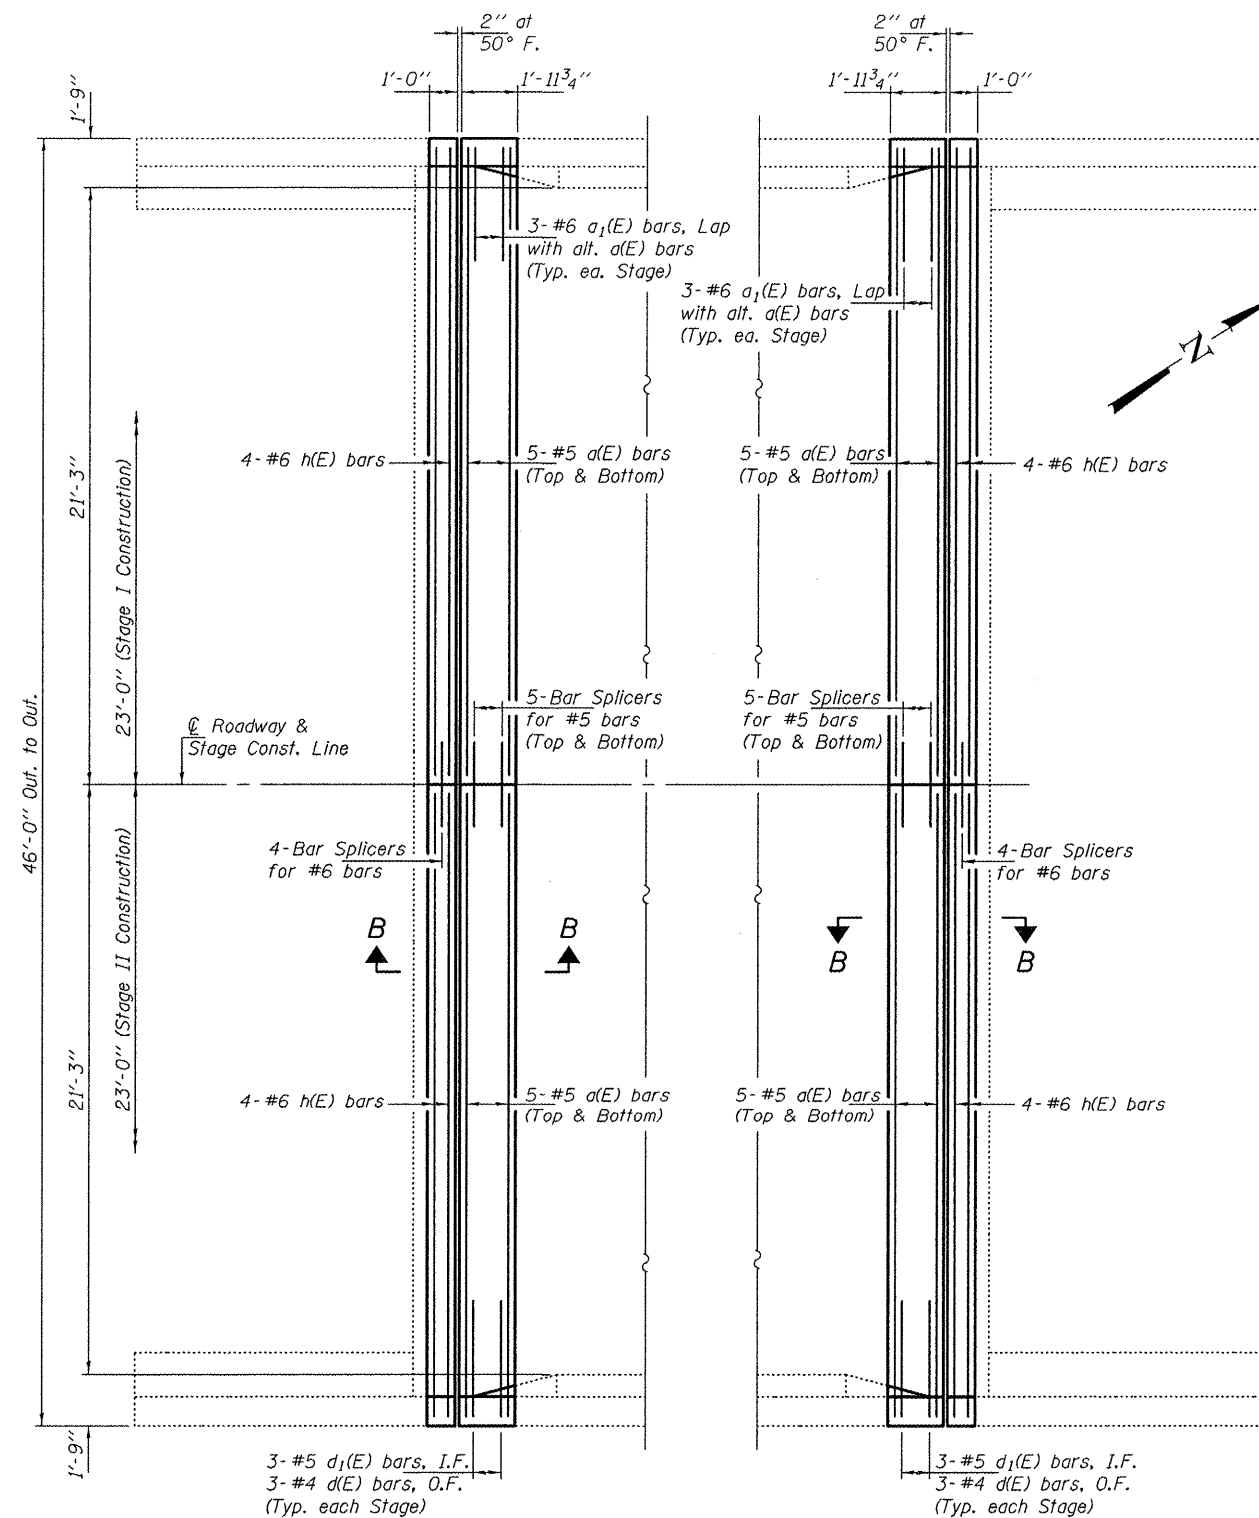 2" at
50° F.
2" at
50° F.
1'-0"
1'-11 3/4"
1'-11 3/4"
1'-0"
1'-9"
3- #6 a1(E) bars, Lap
with alt. a(E) bars
(Typ. ea. Stage)
3- #6 a1(E) bars, Lap
with alt. a(E) bars
(Typ. ea. Stage)
N
4- #6 h(E) bars
5- #5 a(E) bars
(Top & Bottom)
5- #5 a(E) bars
(Top & Bottom)
4- #6 h(E) bars
21'-3"
23'-0" (Stage I Construction)
46'-0" Out. to Out.
℄ Roadway &
Stage Const. Line
5-Bar Splicers
for #5 bars
(Top & Bottom)
5-Bar Splicers
for #5 bars
(Top & Bottom)
4-Bar Splicers
for #6 bars
4-Bar Splicers
for #6 bars
B
B
B
B
23'-0" (Stage II Construction)
21'-3"
4- #6 h(E) bars
5- #5 a(E) bars
(Top & Bottom)
5- #5 a(E) bars
(Top & Bottom)
4- #6 h(E) bars
1'-9"
3- #5 d1(E) bars, I.F.
3- #4 d(E) bars, O.F.
(Typ. each Stage)
3- #5 d1(E) bars, I.F.
3- #4 d(E) bars, O.F.
(Typ. each Stage)